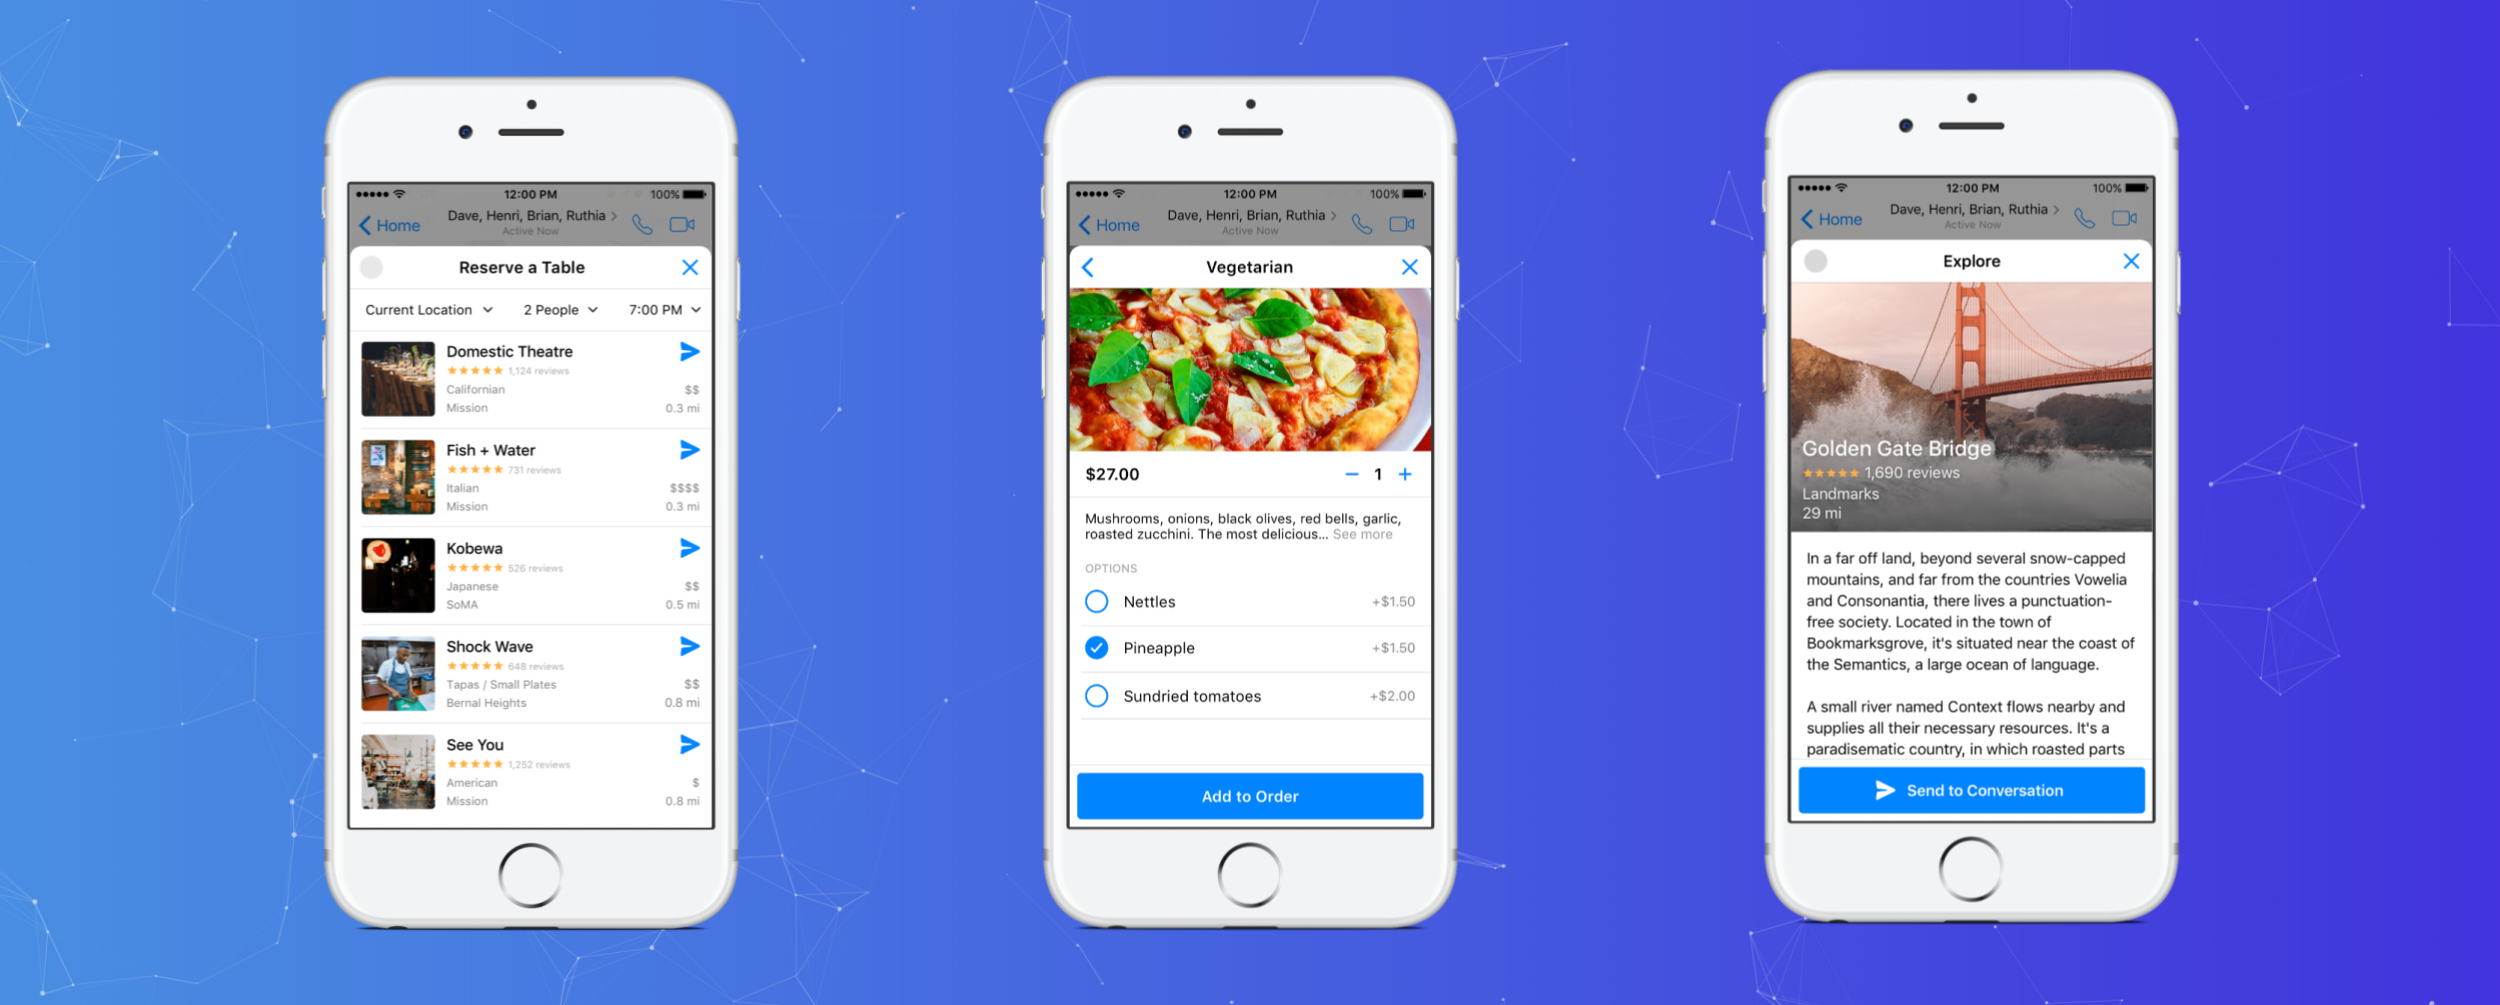 12:00 PM
100%
Home
Dave, Henri, Brian, Ruthia
Active Now
Reserve a Table
Current Location
2 People
7:00 PM
Domestic Theatre
1,124 reviews
Californian
$$
Mission
0.3 mi
Fish + Water
731 reviews
Italian
$$$$
Mission
0.3 mi
Kobewa
526 reviews
Japanese
$$
SoMA
0.5 mi
Shock Wave
648 reviews
Tapas / Small Plates
$$
Bernal Heights
0.8 mi
See You
1,252 reviews
American
$
Mission
0.8 mi
12:00 PM
100%
Home
Dave, Henri, Brian, Ruthia
Active Now
Vegetarian
$27.00
1
Mushrooms, onions, black olives, red bells, garlic,
roasted zucchini. The most delicious... See more
OPTIONS
Nettles
+$1.50
Pineapple
+$1.50
Sundried tomatoes
+$2.00
Add to Order
12:00 PM
100%
Home
Dave, Henri, Brian, Ruthia
Active Now
Explore
Golden Gate Bridge
1,690 reviews
Landmarks
29 mi
In a far off land, beyond several snow-capped
mountains, and far from the countries Vowelia
and Consonantia, there lives a punctuation-
free society. Located in the town of
Bookmarksgrove, it's situated near the coast of
the Semantics, a large ocean of language.
A small river named Context flows nearby and
supplies all their necessary resources. It's a
paradisematic country, in which roasted parts
Send to Conversation